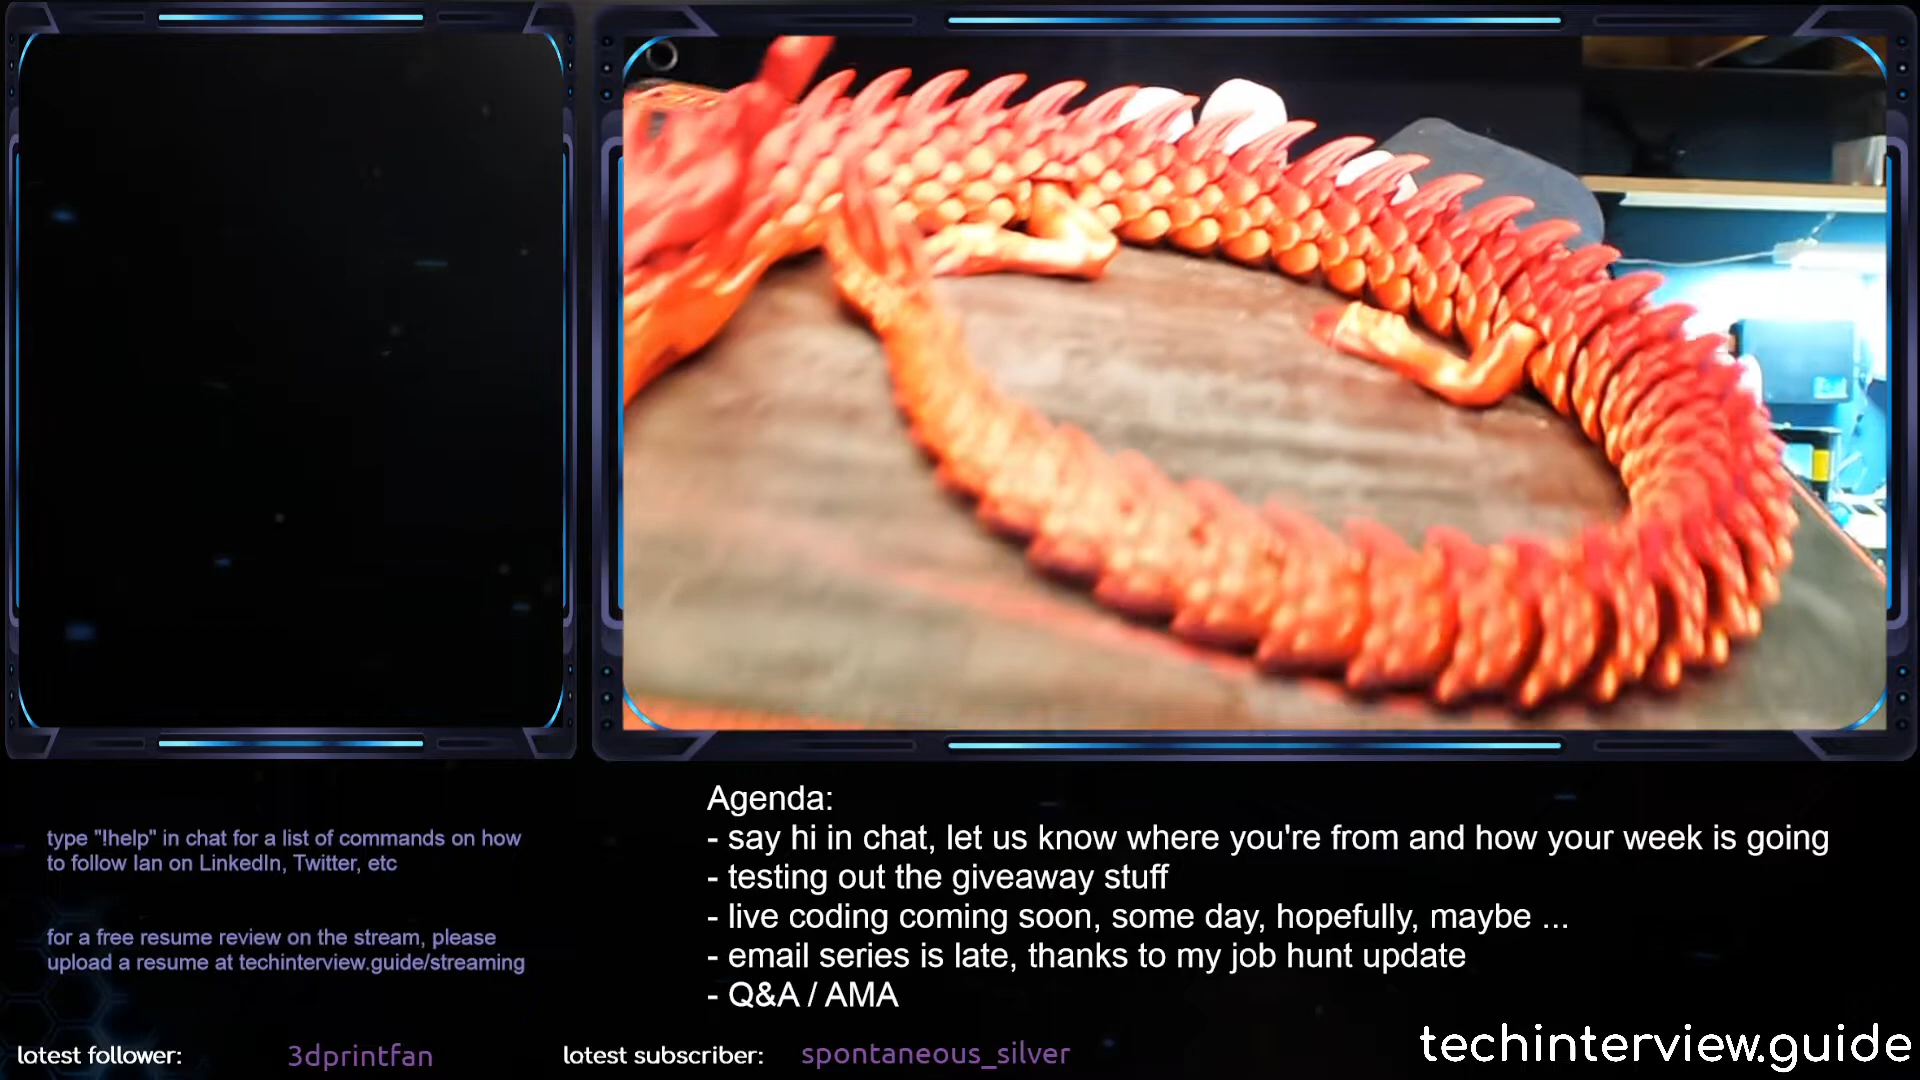 type "!help" in chat for a list of commands on how
to follow Ian on LinkedIn, Twitter, etc
for a free resume review on the stream, please
upload a resume at techinterview.guide/streaming
Agenda:
- say hi in chat, let us know where you're from and how your week is going
- testing out the giveaway stuff
- live coding coming soon, some day, hopefully, maybe ...
- email series is late, thanks to my job hunt update
- Q&A / AMA
latest follower: 3dprintfan
latest subscriber: spontaneous_silver
techinterview.guide